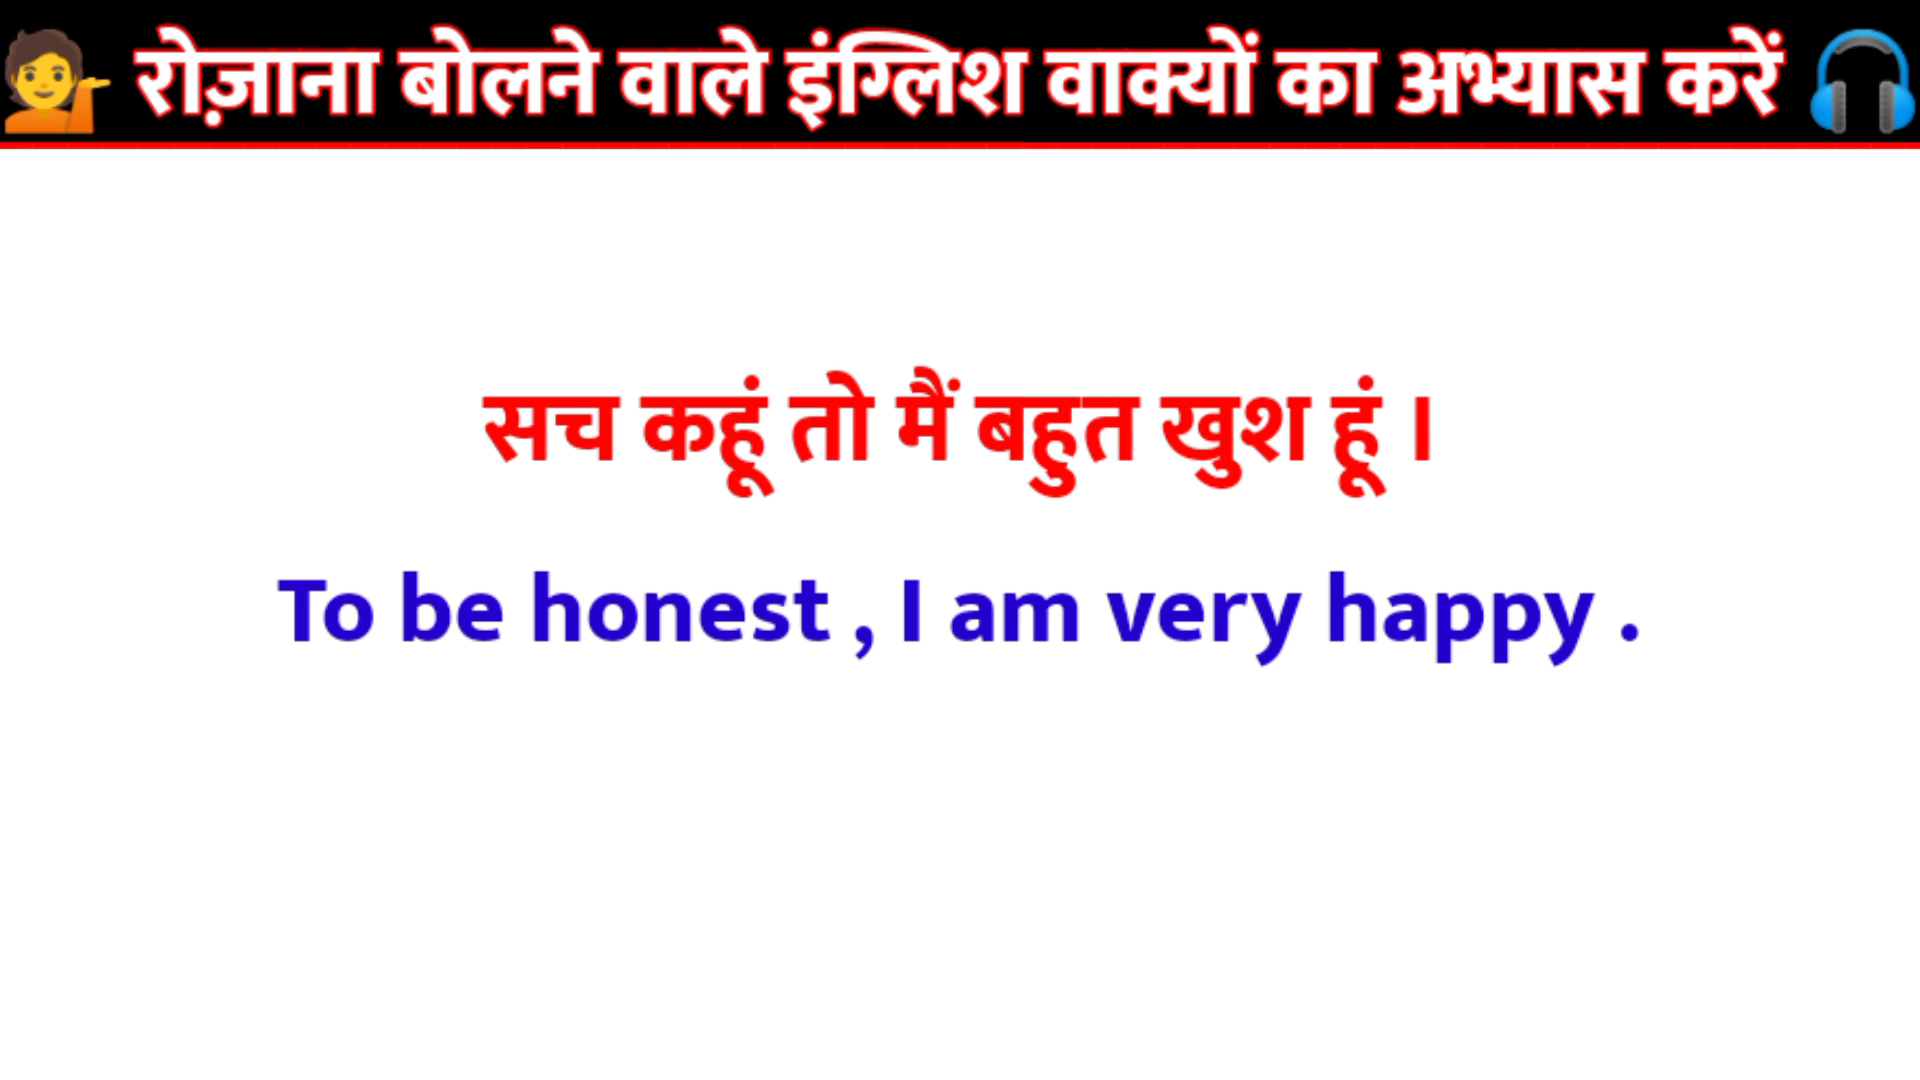 रोज़ाना बोलने वाले इंग्लिश वाक्यों का अभ्यास करें
सच कहूं तो मैं बहुत खुश हूं ।
To be honest , I am very happy .